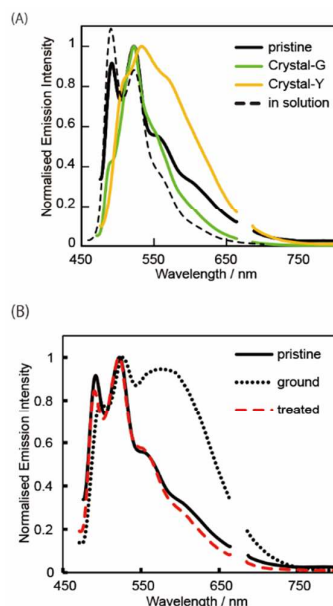 (A)
Normalised Emission Intensity
1
0.8
0.6
0.4
0.2
0
pristine
Crystal-G
Crystal-Y
in solution
450 550 650 750
Wavelength / nm
(B)
Normalised Emission Intensity
1
0.8
0.6
0.4
0.2
0
pristine
ground
treated
450 550 650 750
Wavelength / nm